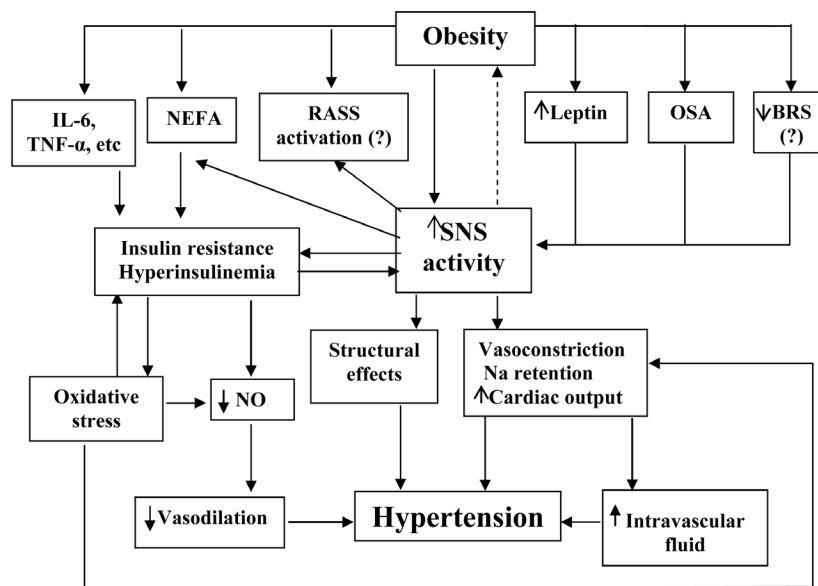 Obesity
IL-6,
TNF-α, etc
NEFA
RASS
activation (?)
↑Leptin
OSA
↓BRS
(?)
↑SNS
activity
Insulin resistance
Hyperinsulinemia
Structural
effects
Vasoconstriction
Na retention
↑Cardiac output
Oxidative
stress
↓ NO
↓Vasodilation
Hypertension
↑ Intravascular
fluid